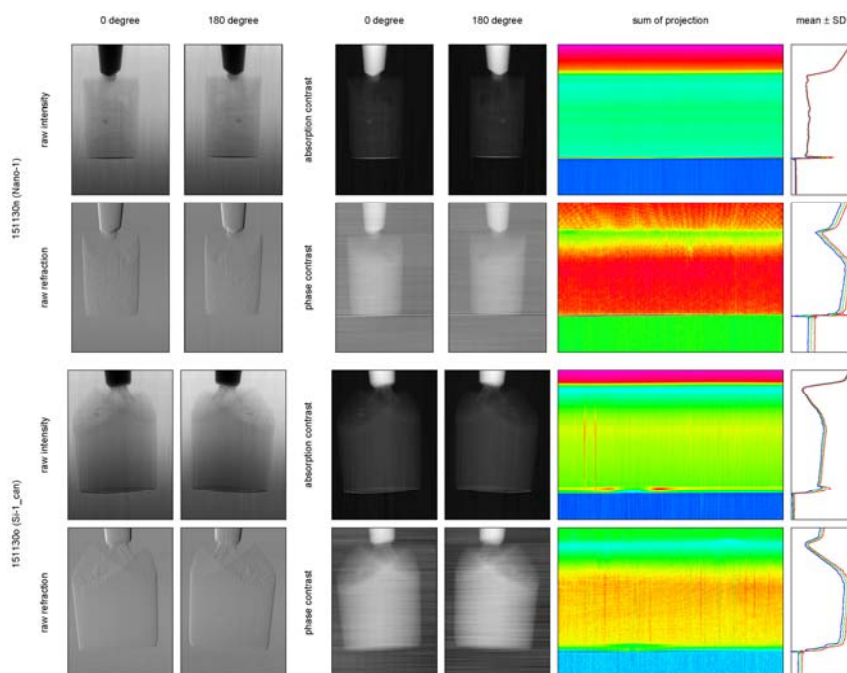 0 degree 180 degree 0 degree 180 degree sum of projection mean ± SD
raw intensity
absorption contrast
151130n (Nano-1)
raw refraction
phase contrast
raw intensity
absorption contrast
(Si-1_can)
raw refraction
phase contrast